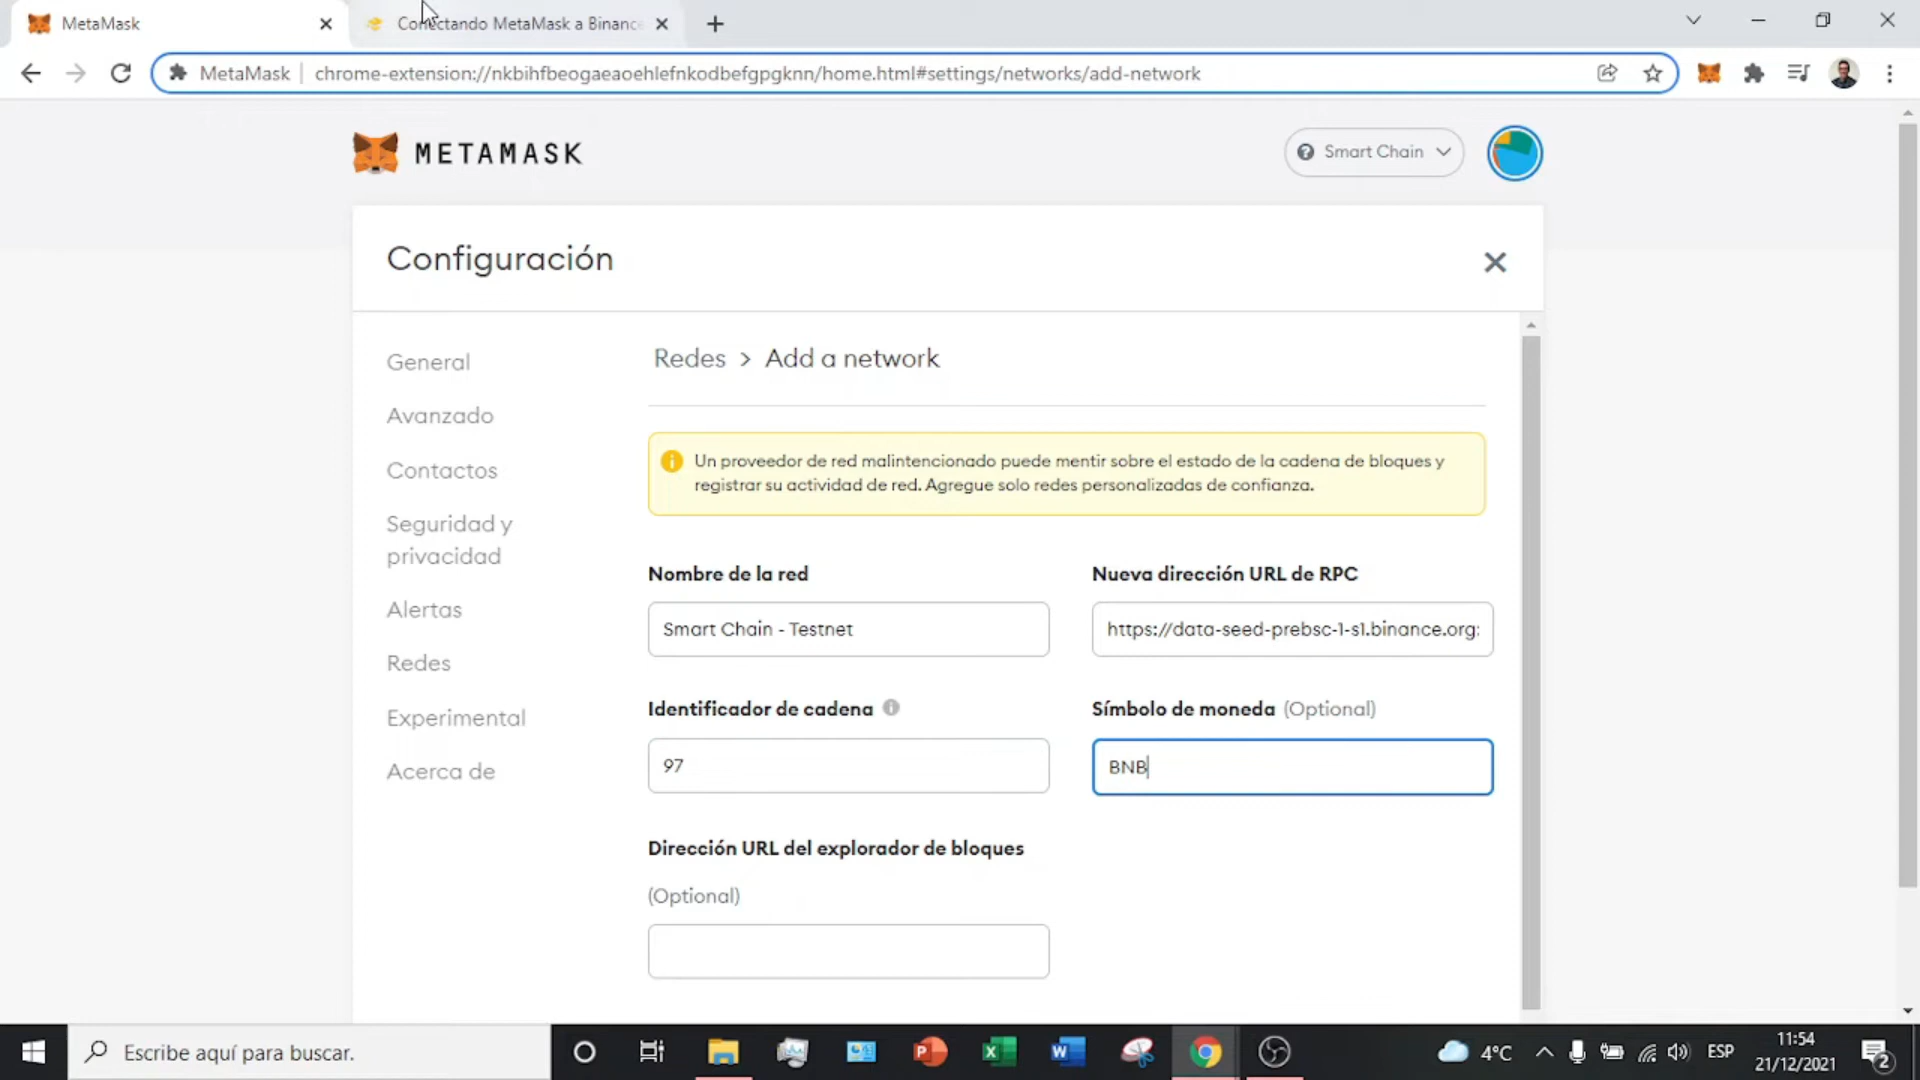 MetaMask
Conectando MetaMask a Binance
MetaMask
chrome-extension://nkbihfbeogaeaoehlefnkodbefgpgknn/home.html#settings/networks/add-network
METAMASK
Smart Chain
Configuración
General
Avanzado
Contactos
Seguridad y
privacidad
Alertas
Redes
Experimental
Acerca de
Redes > Add a network
Un proveedor de red malintencionado puede mentir sobre el estado de la cadena de bloques y
registrar su actividad de red. Agregue solo redes personalizadas de confianza.
Nombre de la red
Smart Chain - Testnet
Nueva dirección URL de RPC
https://data-seed-prebsc-1-s1.binance.org:
Identificador de cadena
97
Símbolo de moneda (Optional)
BNB
Dirección URL del explorador de bloques
(Optional)
Escribe aquí para buscar.
4°C
ESP
11:54
21/12/2021
2